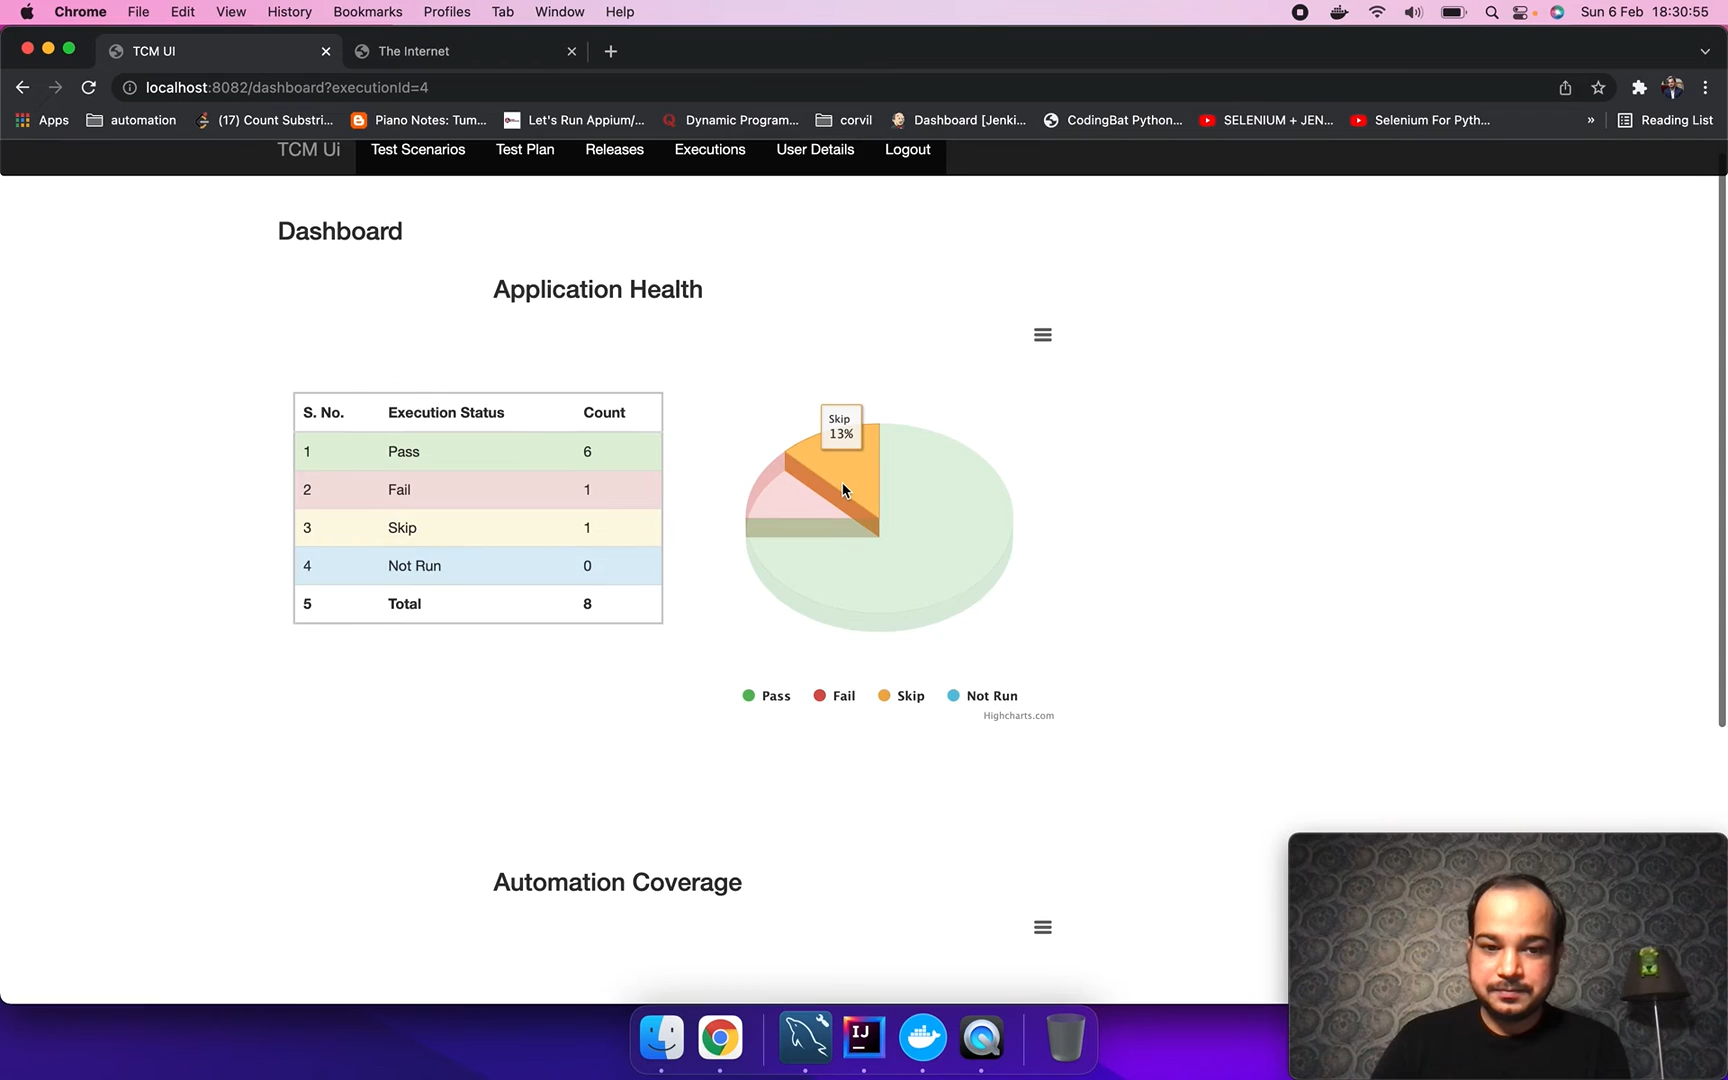 Chrome File Edit View History Bookmarks Profiles Tab Window Help Sun 6 Feb 18:30:55
TCM UI The Internet
localhost:8082/dashboard?executionId=4
Apps automation (17) Count Substri... Piano Notes: Tum... Let's Run Appium/... Dynamic Program... corvil Dashboard [Jenki... CodingBat Python... SELENIUM + JEN... Selenium For Pyth... » Reading List
TCM Ui Test Scenarios Test Plan Releases Executions User Details Logout
Dashboard
Application Health
S. No. Execution Status Count
1 Pass 6
2 Fail 1
3 Skip 1
4 Not Run 0
5 Total 8
Skip
13%
Pass Fail Skip Not Run
Highcharts.com
Automation Coverage
IJ